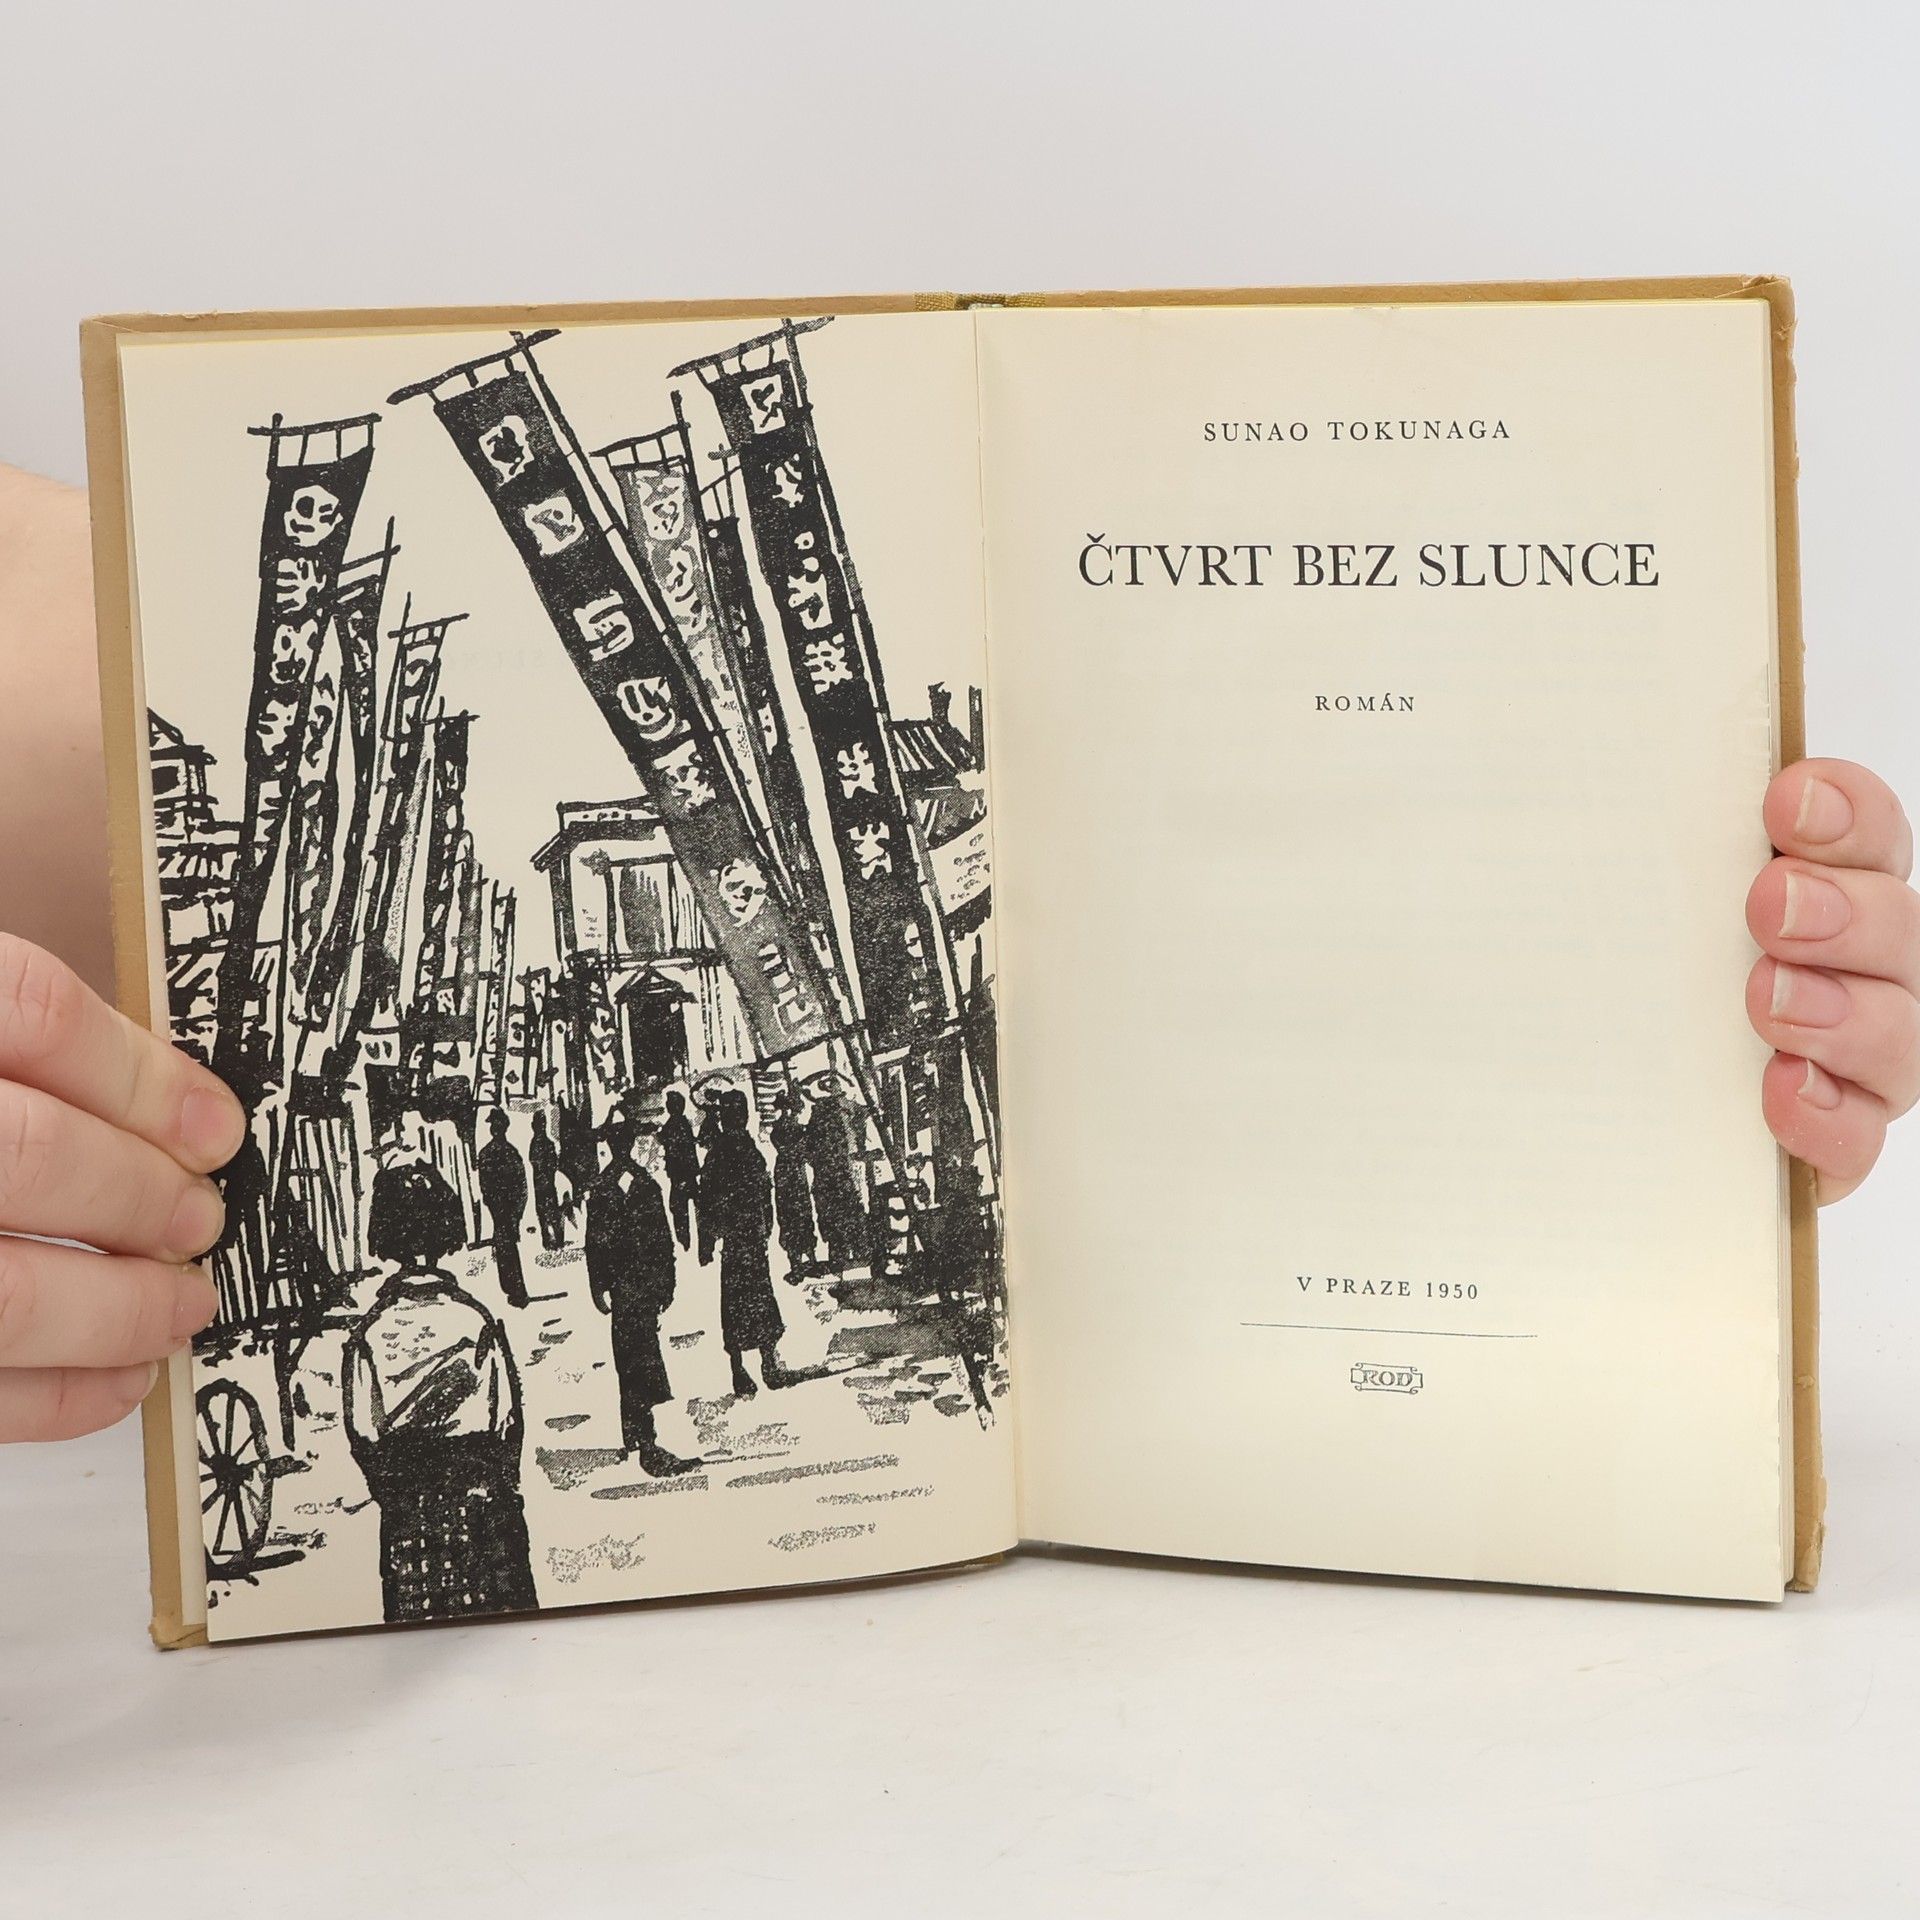 SUNAO TOKUNAGA
ČTVRT BEZ SLUNCE
ROMÁN
V PRAZE 1950
ROD